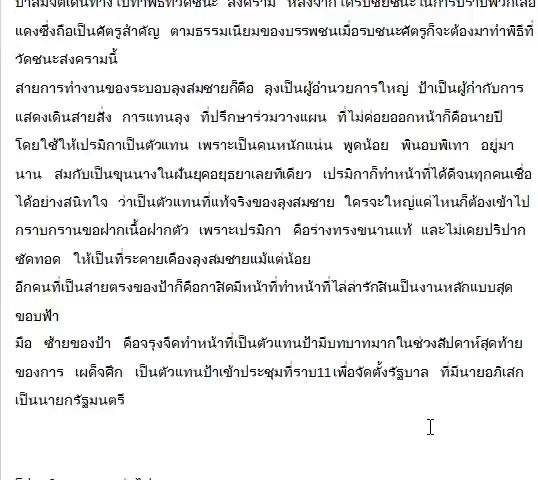 แดงซึ่งถือเป็นศัตรูสำคัญ ตามธรรมเนียมของบรรพชนเมื่อรบชนะศัตรูก็จะต้องมาทำพิธีที่
วัดชนะสงครามนี้
สายการทำงานของระบอบลุงสมชายก็คือ ลุงเป็นผู้อำนวยการใหญ่ ป้าเป็นผู้กำกับการ
แสดงเดินสายสั่ง การแทนลุง ที่ปรึกษาร่วมวางแผน ที่ไม่ค่อยออกหน้าก็คือนายปี
โดยใช้ให้เปรมิกาเป็นตัวแทน เพราะเป็นคนหนักแน่น พูดน้อย พินอบพิเทา อยู่มา
นาน สมกับเป็นขุนนางในฝันยุคอยุธยาเลยทีเดียว เปรมิกาก็ทำหน้าที่ได้ดีจนทุกคนเชื่อ
ได้อย่างสนิทใจ ว่าเป็นตัวแทนที่แท้จริงของลุงสมชาย ใครจะใหญ่แค่ไหนก็ต้องเข้าไป
กราบกรานขอฝากเนื้อฝากตัว เพราะเปรมิกา คือร่างทรงขนานแท้ และไม่เคยปริปาก
ซัดทอด ให้เป็นที่ระคายเคืองลุงสมชายแม้แต่น้อย
อีกคนที่เป็นสายตรงของป้าก็คือกาสิดมีหน้าที่ทำหน้าที่ไล่ล่ารักสินเป็นงานหลักแบบสุด
ขอบฟ้า
มือ ซ้ายของป้า คือจรุงจิดทำหน้าที่เป็นตัวแทนป้ามีบทบาทมากในช่วงสัปดาห์สุดท้าย
ของการ เผด็จศึก เป็นตัวแทนป้าเข้าประชุมที่ราบ11เพื่อจัดตั้งรัฐบาล ที่มีนายอภิเสก
เป็นนายกรัฐมนตรี